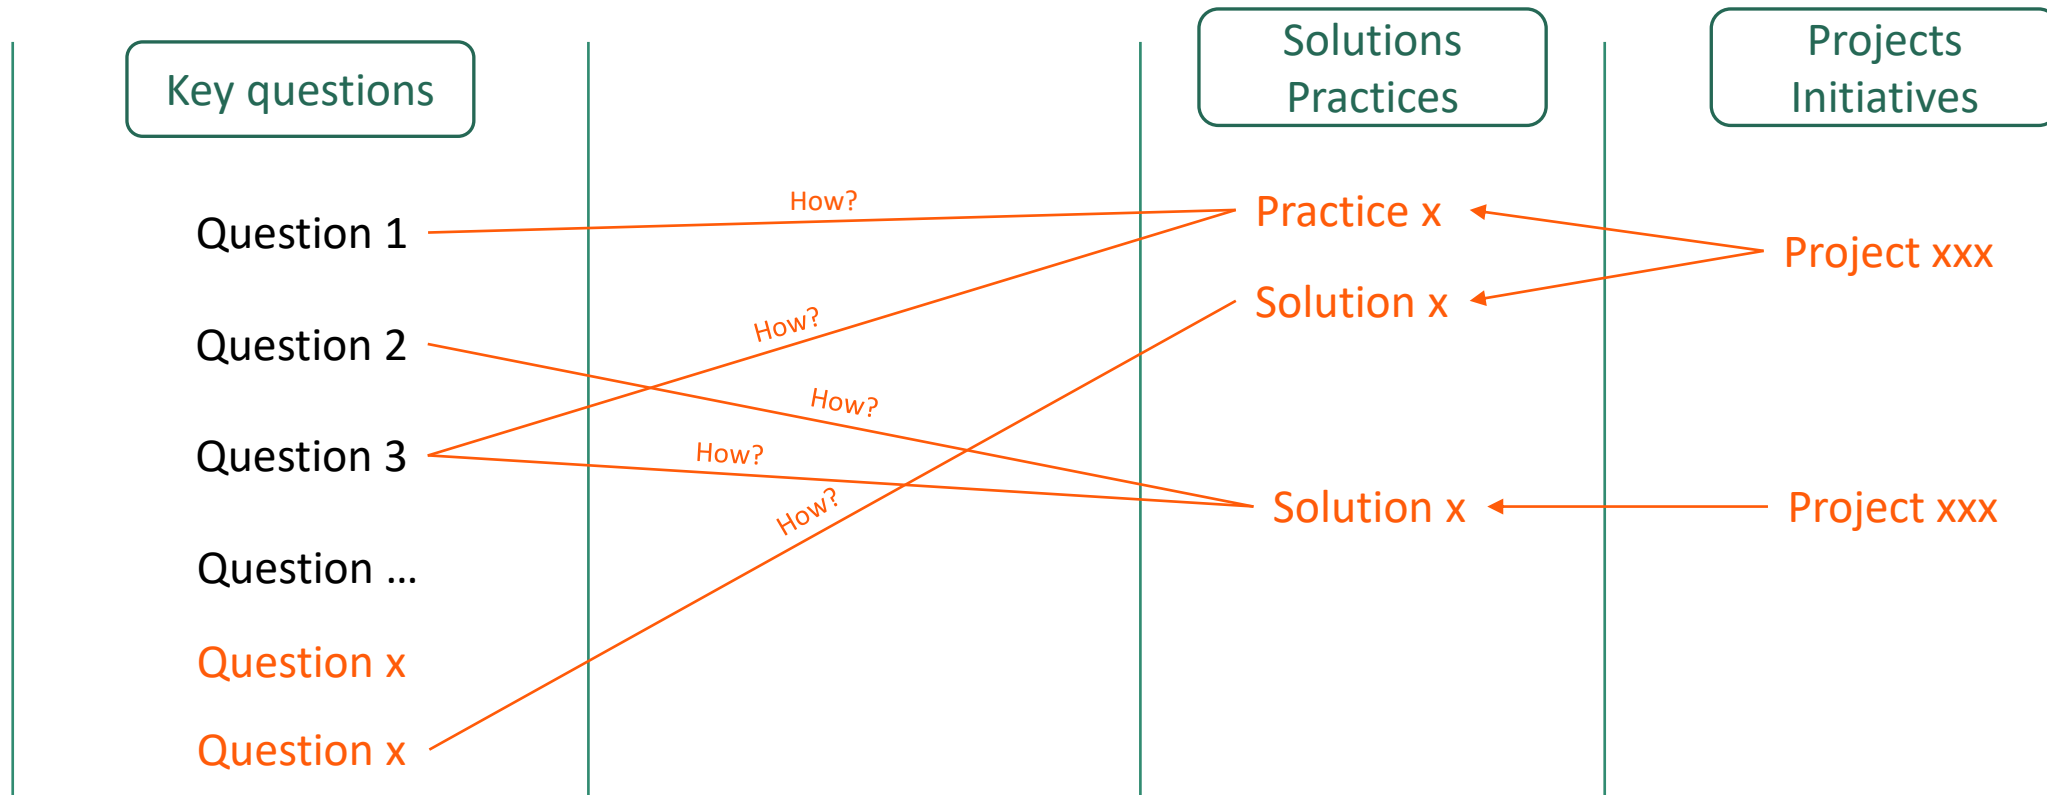 Key questions
Solutions
Practices
Projects
Initiatives
Question 1
How?
Practice x
Project xxx
Solution x
Question 2
How?
How?
Question 3
How?
How?
Solution x
Project xxx
Question ...
Question x
Question x